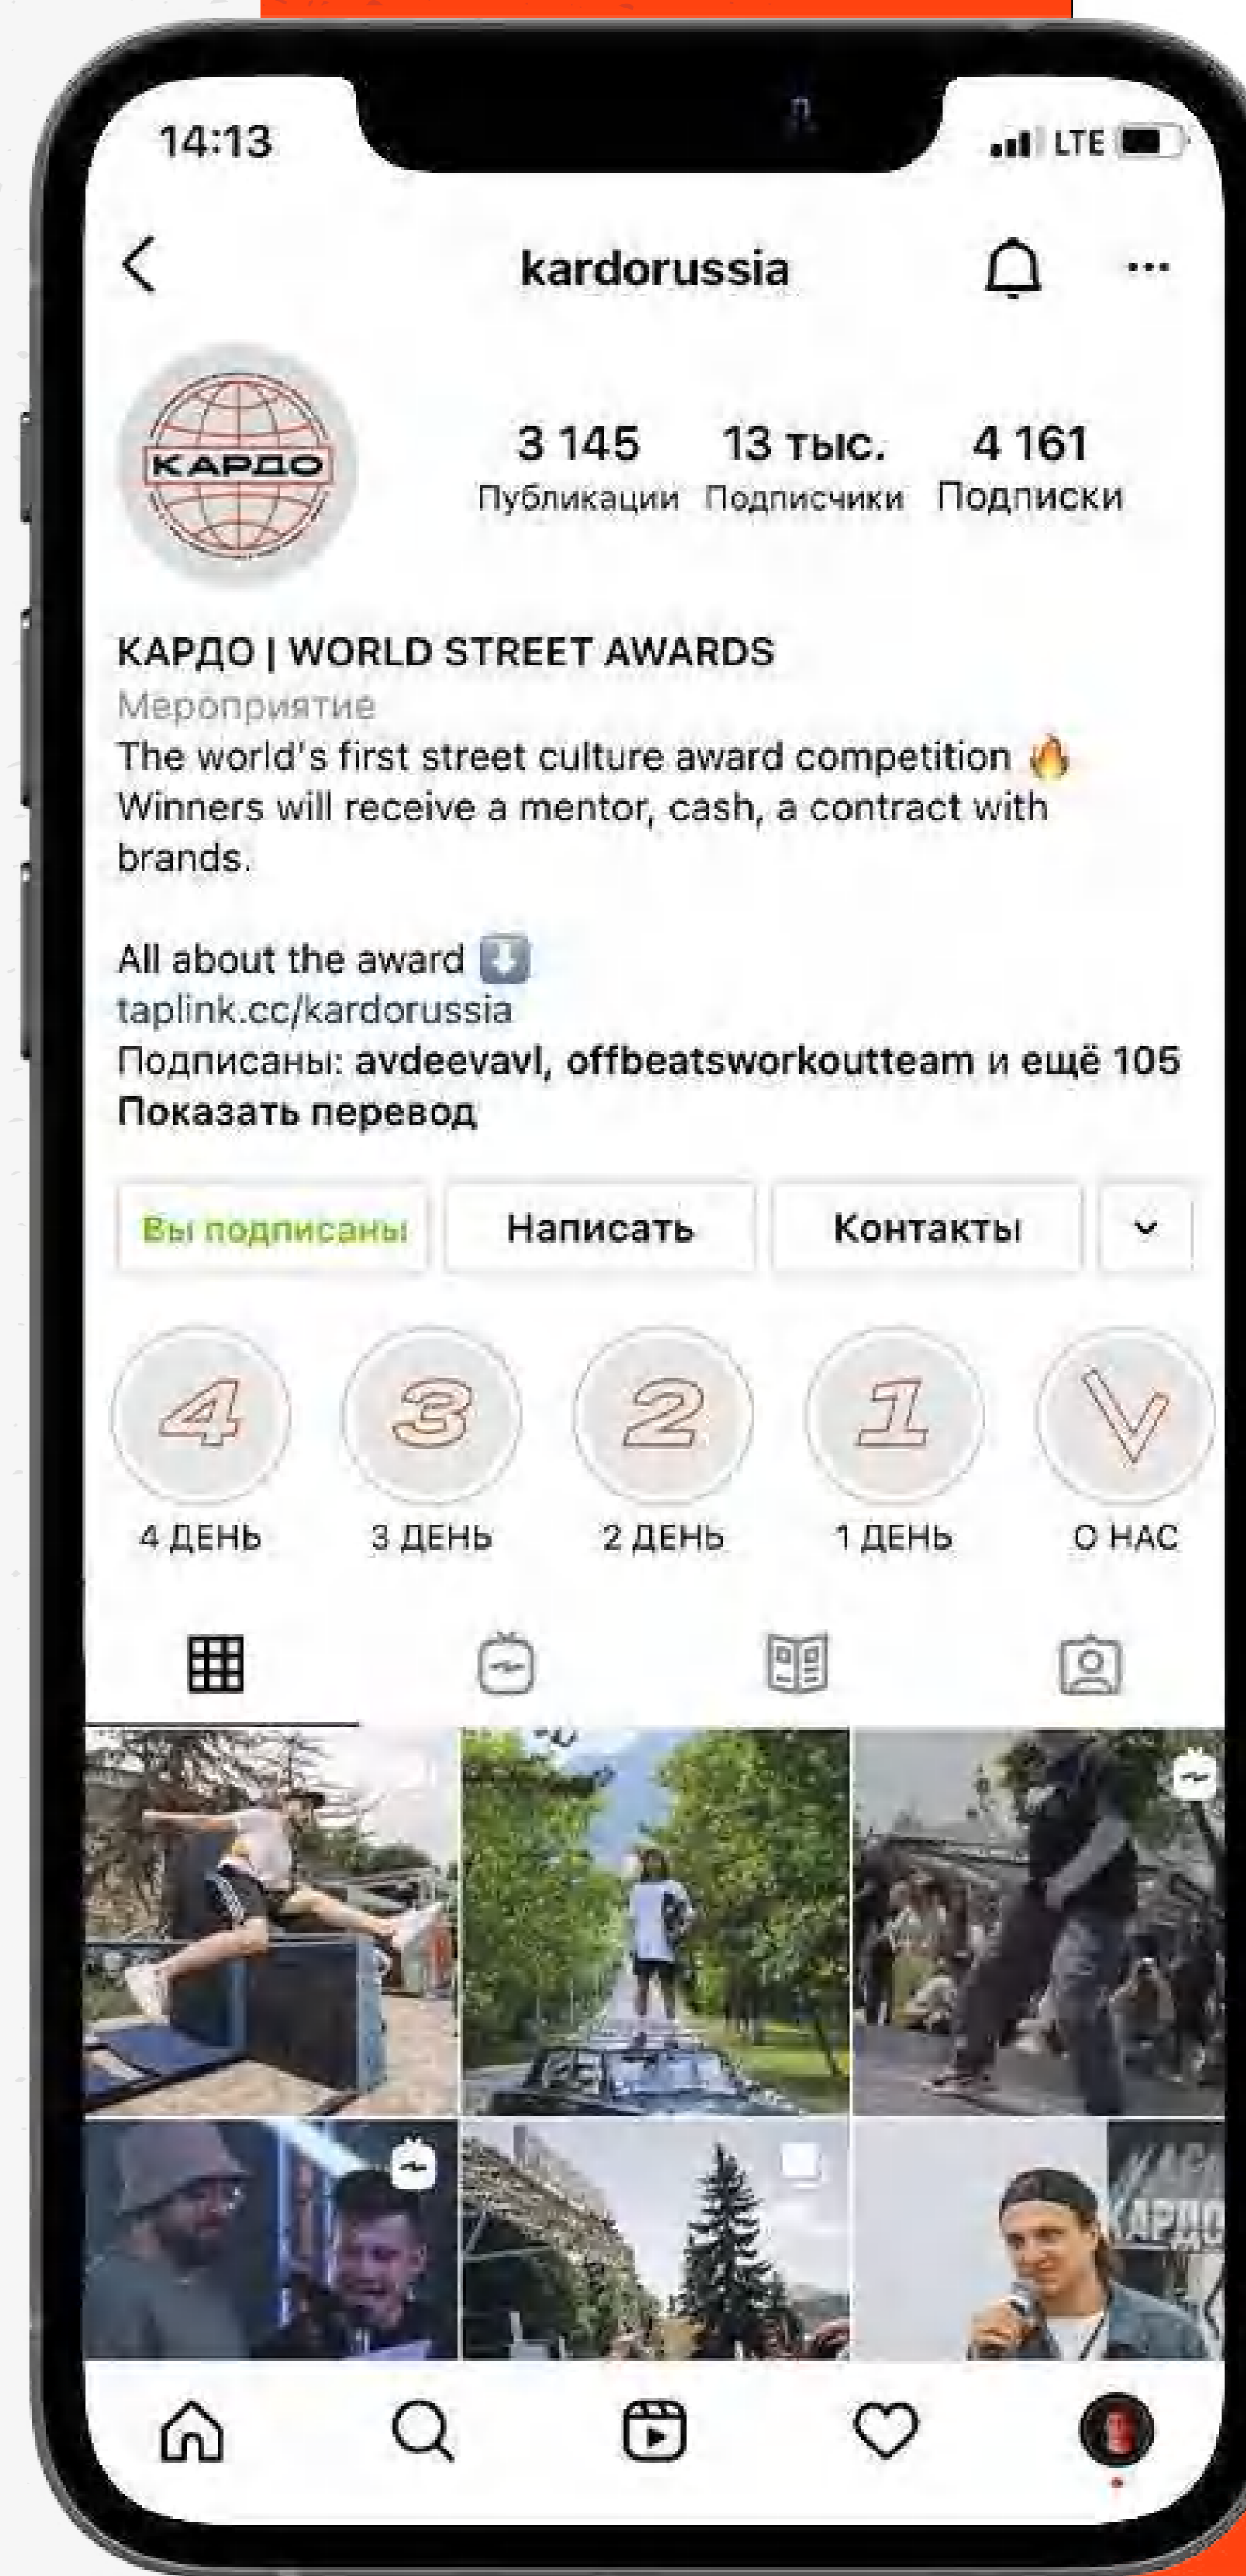 14:13
LTE
kardorussia
КАРДО
3 145 13 тыс. 4 161
Публикации Подписчики Подписки
КАРДО | WORLD STREET AWARDS
Мероприятие
The world's first street culture award competition 🔥
Winners will receive a mentor, cash, a contract with
brands.
All about the award ⬇️
taplink.cc/kardorussia
Подписаны: avdeevavl, offbeatsworkoutteam и ещё 105
Показать перевод
Вы подписаны Написать Контакты
4 3 2 1 V
4 ДЕНЬ 3 ДЕНЬ 2 ДЕНЬ 1 ДЕНЬ О НАС
КАРДО